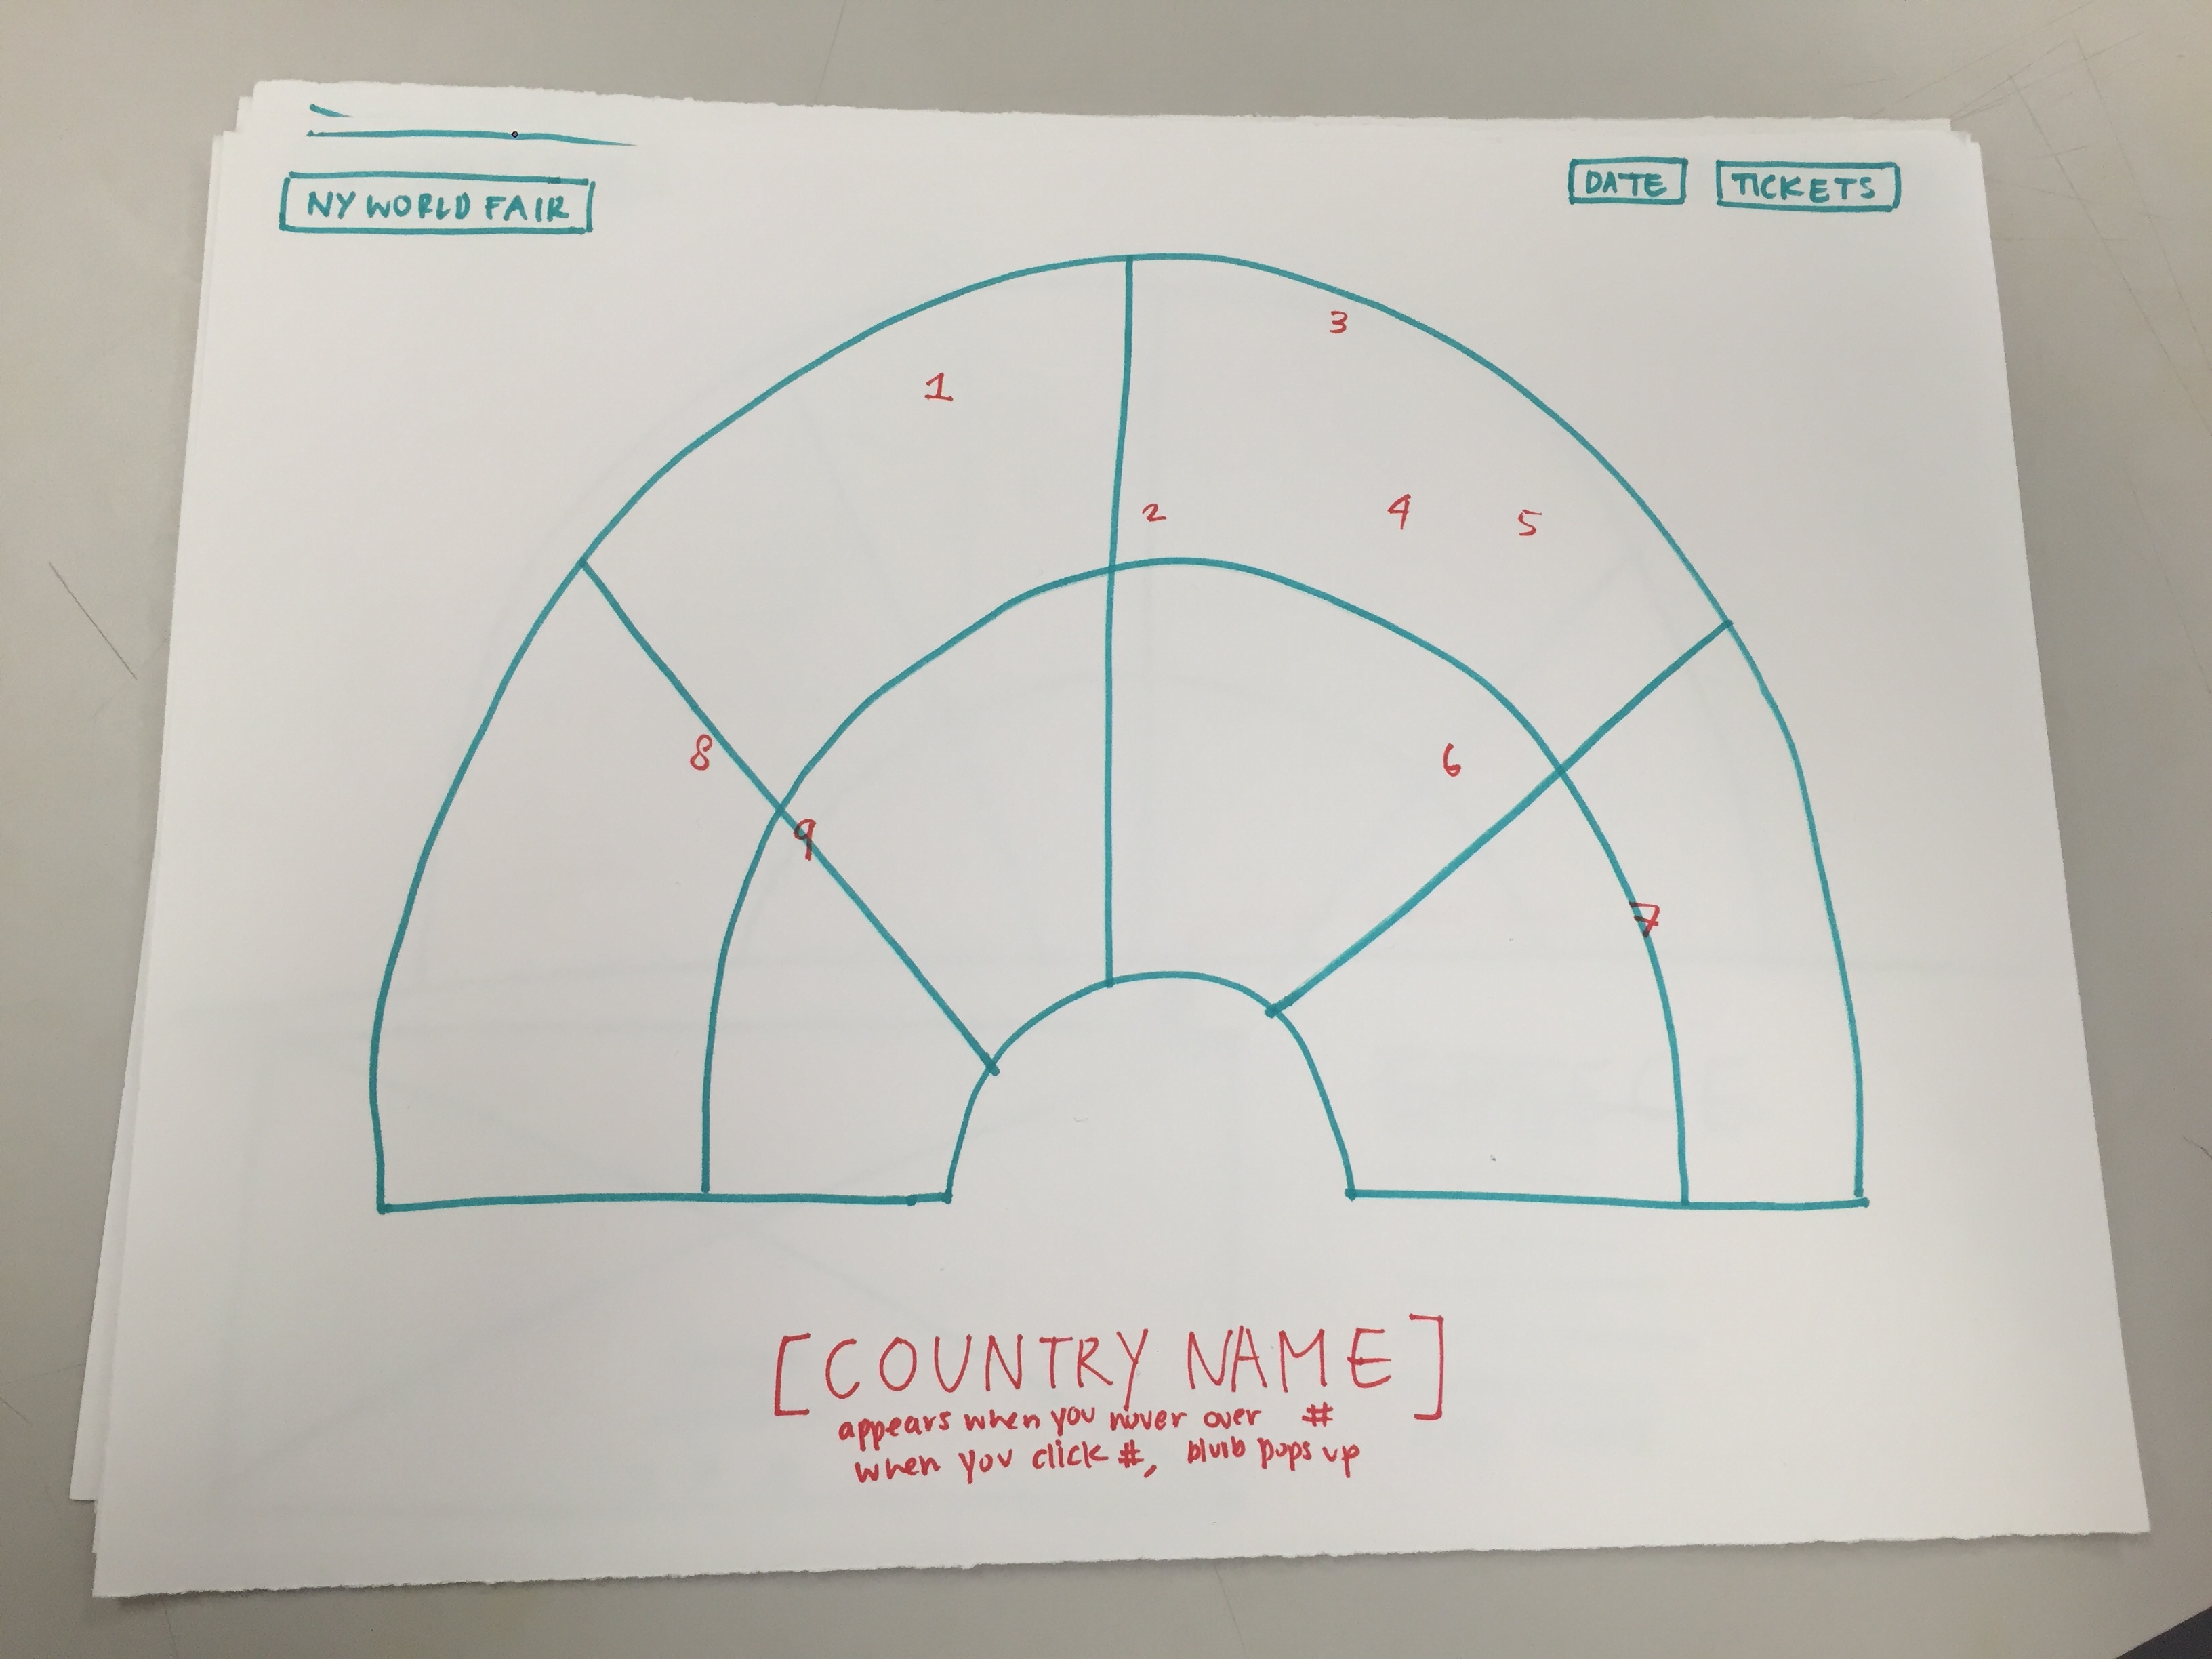 NY WORLD FAIR
DATE
TICKETS
1
2
3
4
5
6
7
8
9
[COUNTRY NAME]
appears when you hover over #
when you click #, blurb pops up